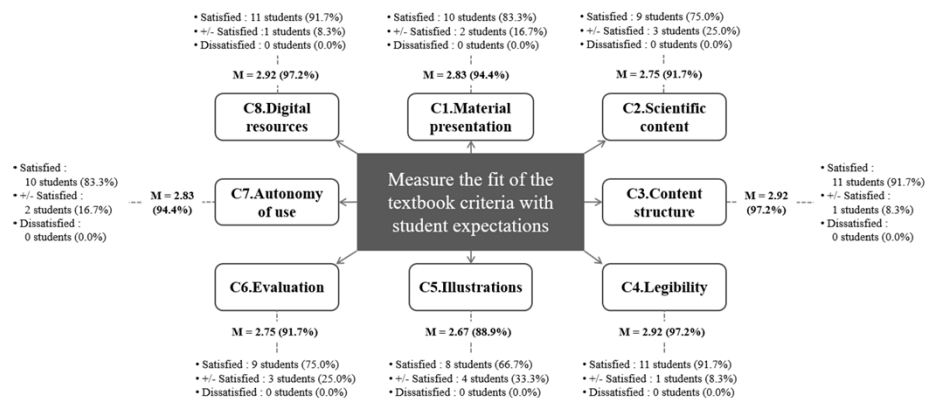 • Satisfied : 11 students (91.7%)
• +/- Satisfied :1 students (8.3%)
• Dissatisfied : 0 students (0.0%)
M = 2.92 (97.2%)
C8.Digital
resources
• Satisfied : 10 students (83.3%)
• +/- Satisfied : 2 students (16.7%)
• Dissatisfied : 0 students (0.0%)
M = 2.83 (94.4%)
C1.Material
presentation
• Satisfied : 9 students (75.0%)
• +/- Satisfied : 3 students (25.0%)
• Dissatisfied : 0 students (0.0%)
M = 2.75 (91.7%)
C2.Scientific
content
• Satisfied :
10 students (83.3%)
• +/- Satisfied :
2 students (16.7%)
• Dissatisfied :
0 students (0.0%)
M = 2.83
(94.4%)
C7.Autonomy
of use
Measure the fit of the
textbook criteria with
student expectations
C3.Content
structure
M = 2.92
(97.2%)
• Satisfied :
11 students (91.7%)
• +/- Satisfied :
1 students (8.3%)
• Dissatisfied :
0 students (0.0%)
C6.Evaluation
M = 2.75 (91.7%)
• Satisfied : 9 students (75.0%)
• +/- Satisfied : 3 students (25.0%)
• Dissatisfied : 0 students (0.0%)
C5.Illustrations
M = 2.67 (88.9%)
• Satisfied : 8 students (66.7%)
• +/- Satisfied : 4 students (33.3%)
• Dissatisfied : 0 students (0.0%)
C4.Legibility
M = 2.92 (97.2%)
• Satisfied : 11 students (91.7%)
• +/- Satisfied : 1 students (8.3%)
• Dissatisfied : 0 students (0.0%)